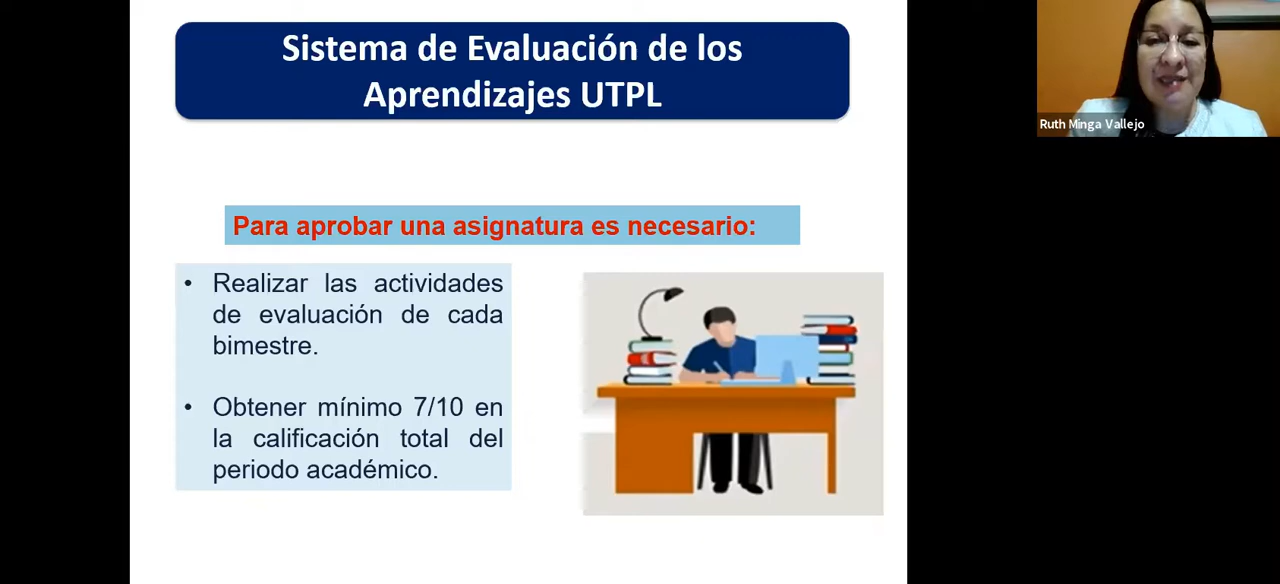 Sistema de Evaluación de los
Aprendizajes UTPL
Ruth Minga Vallejo
Para aprobar una asignatura es necesario:
• Realizar las actividades
de evaluación de cada
bimestre.
• Obtener mínimo 7/10 en
la calificación total del
periodo académico.